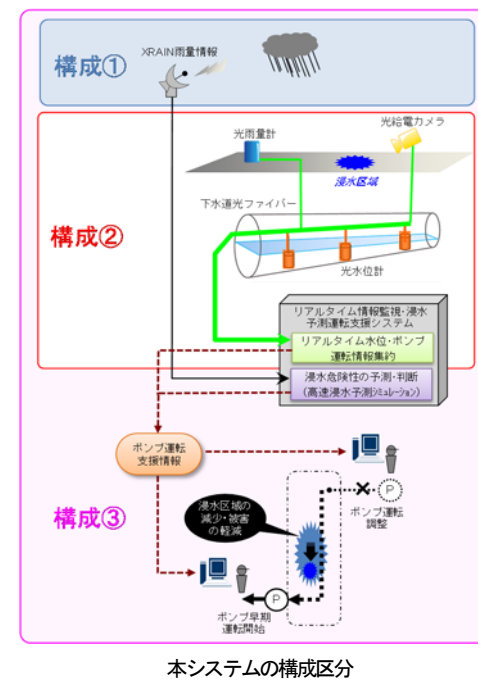 構成①
XRAIN雨量情報
光給電カメラ
光雨量計
浸水区域
下水道光ファイバー
構成②
光水位計
リアルタイム情報監視・浸水
予測運転支援システム
リアルタイム水位・ポンプ
運転情報集約
浸水危険性の予測・判断
(高速浸水予測シミュレーション)
ポンプ運転
支援情報
構成③
浸水区域の
減少・被害
の軽減
P
ポンプ運転
調整
P
ポンプ早期
運転開始
本システムの構成区分